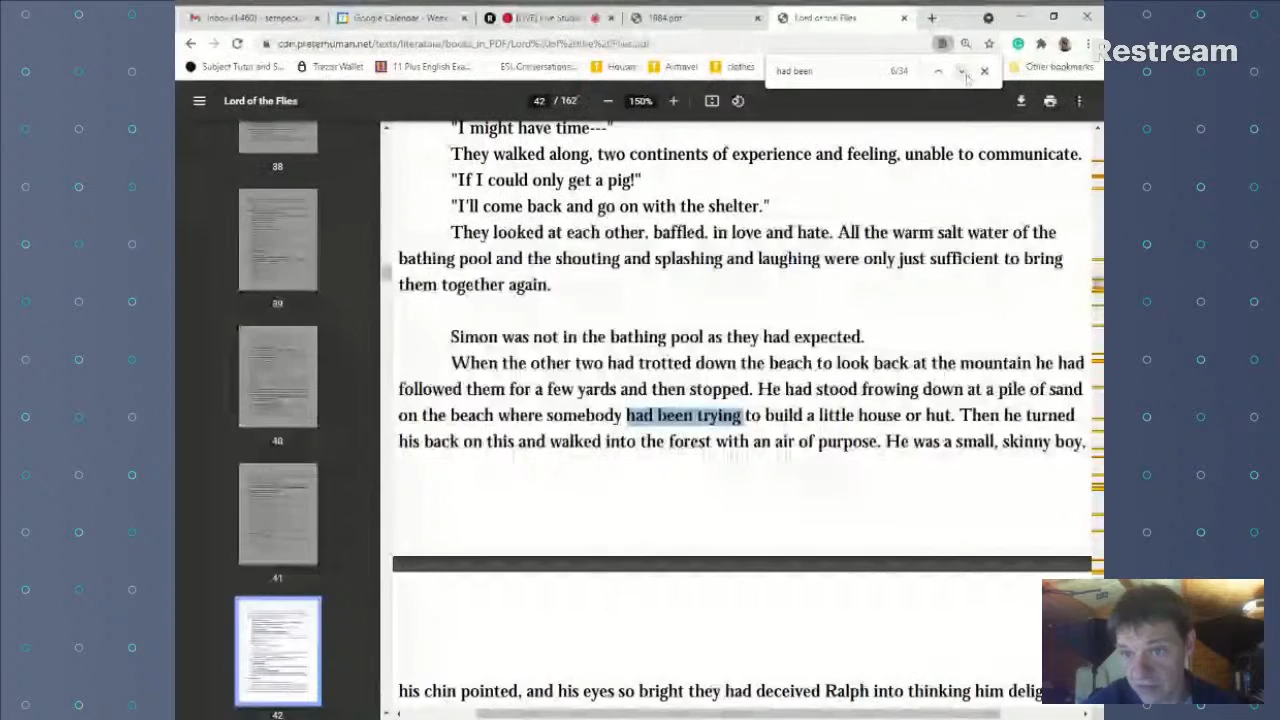 Google Calendar - Week
1984.pdf
Lord of the Flies
Restream
Subject Tutor and S
Trezor Wallet
11 Plus English Exa...
ESL Conversation
Houses
Airtravel
clothes
had been
6/34
Other bookmarks
Lord of the Flies
42 / 162
150%
38
39
40
41
42
"I might have time---"
They walked along, two continents of experience and feeling, unable to communicate.
"If I could only get a pig!"
"I'll come back and go on with the shelter."
They looked at each other, baffled, in love and hate. All the warm salt water of the
bathing pool and the shouting and splashing and laughing were only just sufficient to bring
them together again.
Simon was not in the bathing pool as they had expected.
When the other two had trotted down the beach to look back at the mountain he had
followed them for a few yards and then stopped. He had stood frowing down at a pile of sand
on the beach where somebody had been trying to build a little house or hut. Then he turned
his back on this and walked into the forest with an air of purpose. He was a small, skinny boy,
his chin pointed, and his eyes so bright they had deceived Ralph into thinking him delig